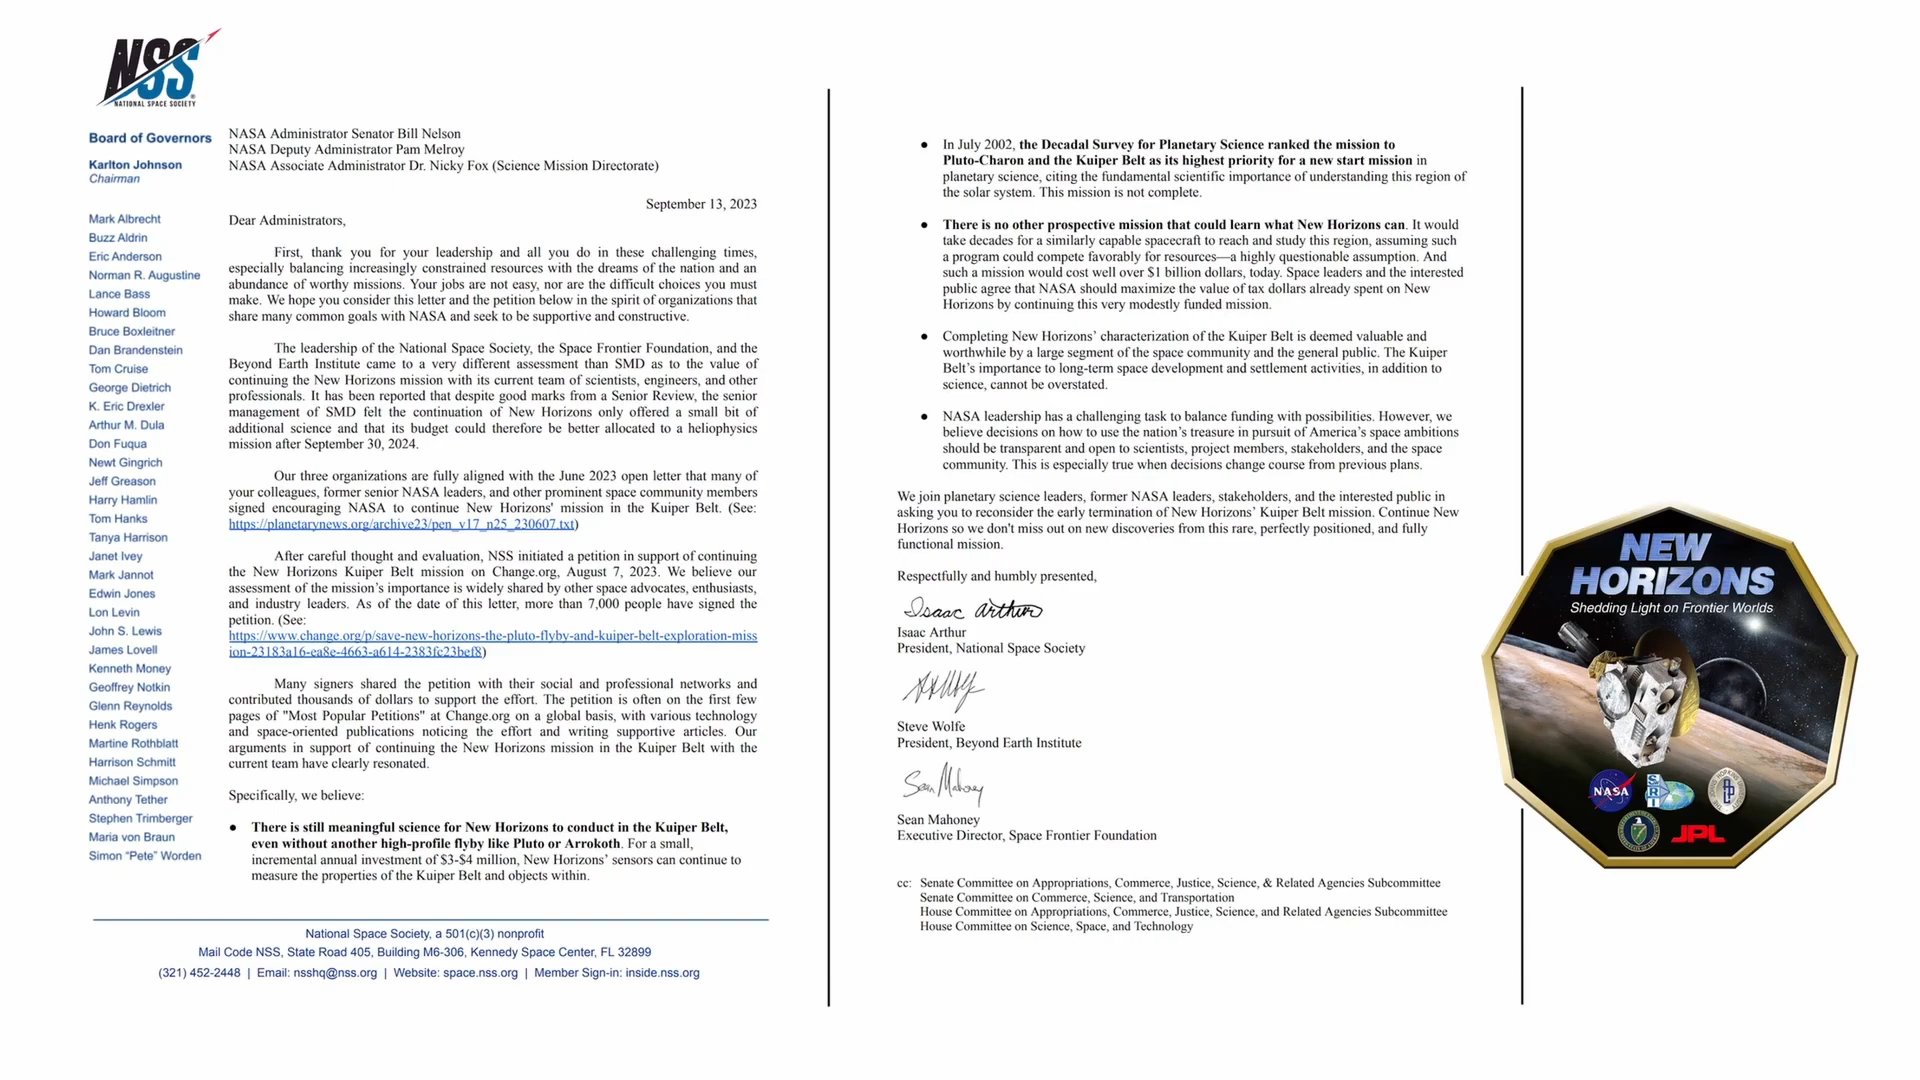 NSS
NATIONAL SPACE SOCIETY
Board of Governors
Karlton Johnson
Chairman
Mark Albrecht
Buzz Aldrin
Eric Anderson
Norman R. Augustine
Lance Bass
Howard Bloom
Bruce Boxleitner
Dan Brandenstein
Tom Cruise
George Dietrich
K. Eric Drexler
Arthur M. Dula
Don Fuqua
Newt Gingrich
Jeff Greason
Harry Hamlin
Tom Hanks
Tanya Harrison
Janet Ivey
Mark Jannot
Edwin Jones
Lon Levin
John S. Lewis
James Lovell
Kenneth Money
Geoffrey Notkin
Glenn Reynolds
Henk Rogers
Martine Rothblatt
Harrison Schmitt
Michael Simpson
Anthony Tether
Stephen Trimberger
Maria von Braun
Simon “Pete” Worden
NASA Administrator Senator Bill Nelson
NASA Deputy Administrator Pam Melroy
NASA Associate Administrator Dr. Nicky Fox (Science Mission Directorate)
September 13, 2023
Dear Administrators,
First, thank you for your leadership and all you do in these challenging times,
especially balancing increasingly constrained resources with the dreams of the nation and an
abundance of worthy missions. Your jobs are not easy, nor are the difficult choices you must
make. We hope you consider this letter and the petition below in the spirit of organizations that
share many common goals with NASA and seek to be supportive and constructive.
The leadership of the National Space Society, the Space Frontier Foundation, and the
Beyond Earth Institute came to a very different assessment than SMD as to the value of
continuing the New Horizons mission with its current team of scientists, engineers, and other
professionals. It has been reported that despite good marks from a Senior Review, the senior
management of SMD felt the continuation of New Horizons only offered a small bit of
additional science and that its budget could therefore be better allocated to a heliophysics
mission after September 30, 2024.
Our three organizations are fully aligned with the June 2023 open letter that many of
your colleagues, former senior NASA leaders, and other prominent space community members
signed encouraging NASA to continue New Horizons' mission in the Kuiper Belt. (See:
https://planetarynews.org/archive23/pen_v17_n25_230607.txt)
After careful thought and evaluation, NSS initiated a petition in support of continuing
the New Horizons Kuiper Belt mission on Change.org, August 7, 2023. We believe our
assessment of the mission’s importance is widely shared by other space advocates, enthusiasts,
and industry leaders. As of the date of this letter, more than 7,000 people have signed the
petition. (See:
https://www.change.org/p/save-new-horizons-the-pluto-flyby-and-kuiper-belt-exploration-miss
ion-23183a16-ea8e-4663-a614-2383fc23bef8)
Many signers shared the petition with their social and professional networks and
contributed thousands of dollars to support the effort. The petition is often on the first few
pages of "Most Popular Petitions" at Change.org on a global basis, with various technology
and space-oriented publications noticing the effort and writing supportive articles. Our
arguments in support of continuing the New Horizons mission in the Kuiper Belt with the
current team have clearly resonated.
Specifically, we believe:
● There is still meaningful science for New Horizons to conduct in the Kuiper Belt,
even without another high-profile flyby like Pluto or Arrokoth. For a small,
incremental annual investment of $3-$4 million, New Horizons’ sensors can continue to
measure the properties of the Kuiper Belt and objects within.
National Space Society, a 501(c)(3) nonprofit
Mail Code NSS, State Road 405, Building M6-306, Kennedy Space Center, FL 32899
(321) 452-2448 | Email: nsshq@nss.org | Website: space.nss.org | Member Sign-in: inside.nss.org
● In July 2002, the Decadal Survey for Planetary Science ranked the mission to
Pluto-Charon and the Kuiper Belt as its highest priority for a new start mission in
planetary science, citing the fundamental scientific importance of understanding this region of
the solar system. This mission is not complete.
● There is no other prospective mission that could learn what New Horizons can. It would
take decades for a similarly capable spacecraft to reach and study this region, assuming such
a program could compete favorably for resources—a highly questionable assumption. And
such a mission would cost well over $1 billion dollars, today. Space leaders and the interested
public agree that NASA should maximize the value of tax dollars already spent on New
Horizons by continuing this very modestly funded mission.
● Completing New Horizons’ characterization of the Kuiper Belt is deemed valuable and
worthwhile by a large segment of the space community and the general public. The Kuiper
Belt’s importance to long-term space development and settlement activities, in addition to
science, cannot be overstated.
● NASA leadership has a challenging task to balance funding with possibilities. However, we
believe decisions on how to use the nation’s treasure in pursuit of America’s space ambitions
should be transparent and open to scientists, project members, stakeholders, and the space
community. This is especially true when decisions change course from previous plans.
We join planetary science leaders, former NASA leaders, stakeholders, and the interested public in
asking you to reconsider the early termination of New Horizons’ Kuiper Belt mission. Continue New
Horizons so we don't miss out on new discoveries from this rare, perfectly positioned, and fully
functional mission.
Respectfully and humbly presented,
Isaac Arthur
Isaac Arthur
President, National Space Society
Steve Wolfe
President, Beyond Earth Institute
Sean Mahoney
Sean Mahoney
Executive Director, Space Frontier Foundation
cc: Senate Committee on Appropriations, Commerce, Justice, Science, & Related Agencies Subcommittee
Senate Committee on Commerce, Science, and Transportation
House Committee on Appropriations, Commerce, Justice, Science, and Related Agencies Subcommittee
House Committee on Science, Space, and Technology
NEW
HORIZONS
Shedding Light on Frontier Worlds
NASA
SRI
APL
JPL